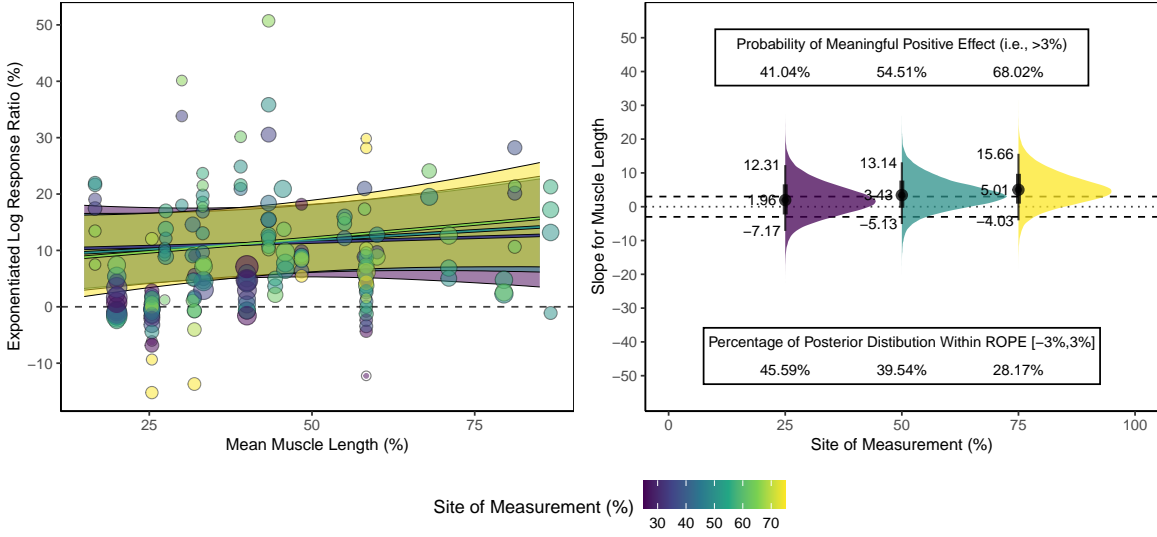 50
40
30
20
10
0
−10
25
50
75
Exponentiated Log Response Ratio (%)
Mean Muscle Length (%)
50
40
30
20
10
0
−10
−20
−30
−40
−50
Slope for Muscle Length
Probability of Meaningful Positive Effect (i.e., >3%)
41.04% 54.51% 68.02%
12.31 13.14 15.66
1.96 3.43 5.01
−7.17 −5.13 −4.03
Percentage of Posterior Distibution Within ROPE [−3%,3%]
45.59% 39.54% 28.17%
0 25 50 75 100
Site of Measurement (%)
Site of Measurement (%)
30 40 50 60 70